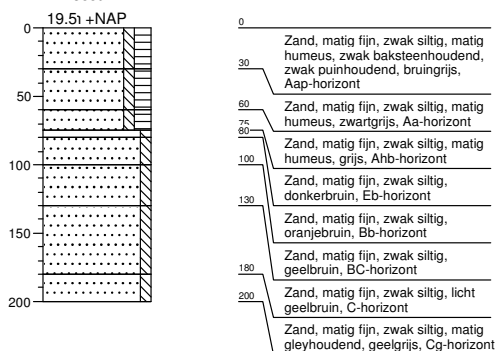 19.51 +NAP
0
50
100
150
200
0
Zand, matig fijn, zwak siltig, matig
humeus, zwak baksteenhoudend,
zwak puinhoudend, bruingrijs,
Aap-horizont
30
Zand, matig fijn, zwak siltig, matig
humeus, zwartgrijs, Aa-horizont
60
Zand, matig fijn, zwak siltig, matig
humeus, grijs, Ahb-horizont
75
Zand, matig fijn, zwak siltig,
donkerbruin, Eb-horizont
80
Zand, matig fijn, zwak siltig,
oranjebruin, Bb-horizont
100
Zand, matig fijn, zwak siltig,
geelbruin, BC-horizont
130
180
Zand, matig fijn, zwak siltig, licht
geelbruin, C-horizont
200
Zand, matig fijn, zwak siltig, matig
gleyhoudend, geelgrijs, Cg-horizont